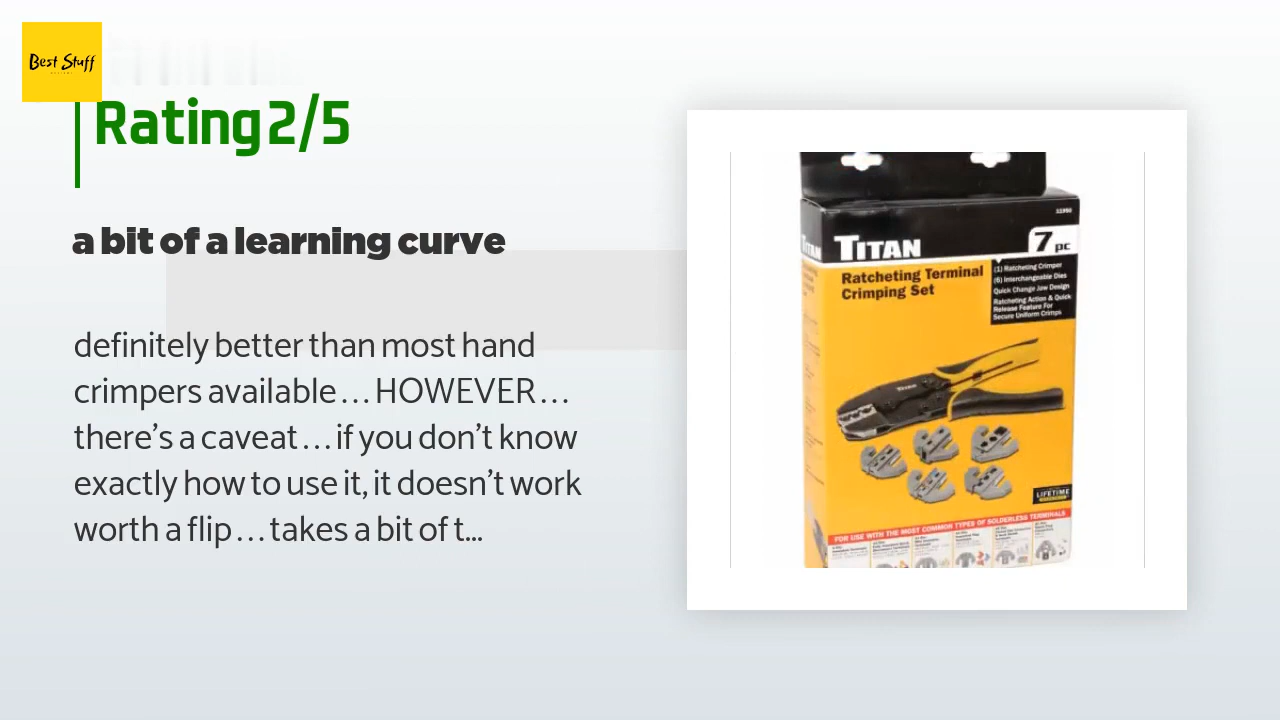 Best Stuff
Rating 2/5
a bit of a learning curve
definitely better than most hand
crimpers available . . . HOWEVER . . .
there's a caveat . . . if you don't know
exactly how to use it, it doesn't work
worth a flip . . . takes a bit of t...
TITAN
7 pc
Ratcheting Terminal
Crimping Set
(1) Ratcheting Crimper
(6) Interchangeable Dies
Quick Change Jaw Design
Ratcheting Action & Quick
Release Feature For
Secure Uniform Crimps
TITAN
LIFETIME
FOR USE WITH THE MOST COMMON TYPES OF SOLDERLESS TERMINALS